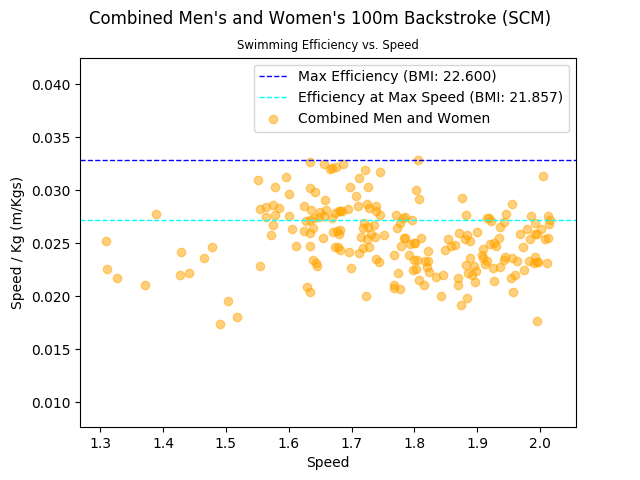 Combined Men's and Women's 100m Backstroke (SCM)
Swimming Efficiency vs. Speed
Max Efficiency (BMI: 22.600)
Efficiency at Max Speed (BMI: 21.857)
Combined Men and Women
Speed / Kg (m/Kgs)
0.040
0.035
0.030
0.025
0.020
0.015
0.010
1.3 1.4 1.5 1.6 1.7 1.8 1.9 2.0
Speed